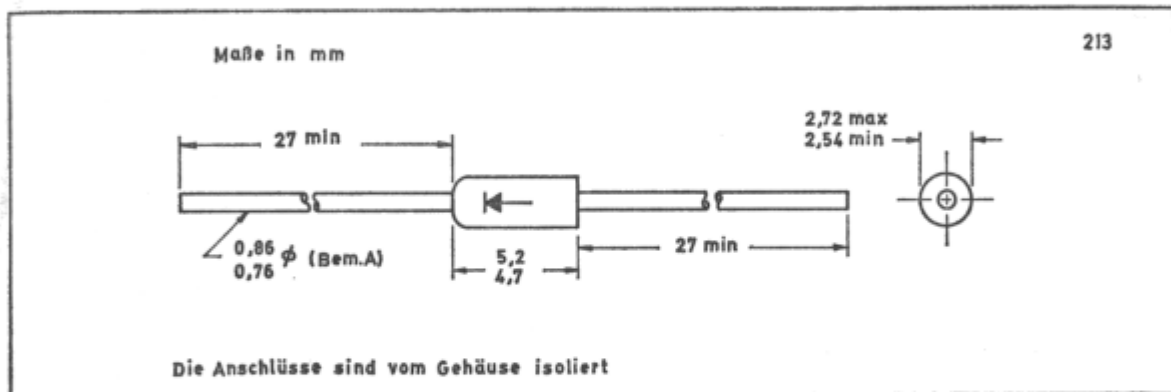 Maße in mm
213
27 min
2,72 max
2,54 min
0,86
0,76 ϕ (Bem.A)
5,2
4,7
27 min
Die Anschlüsse sind vom Gehäuse isoliert